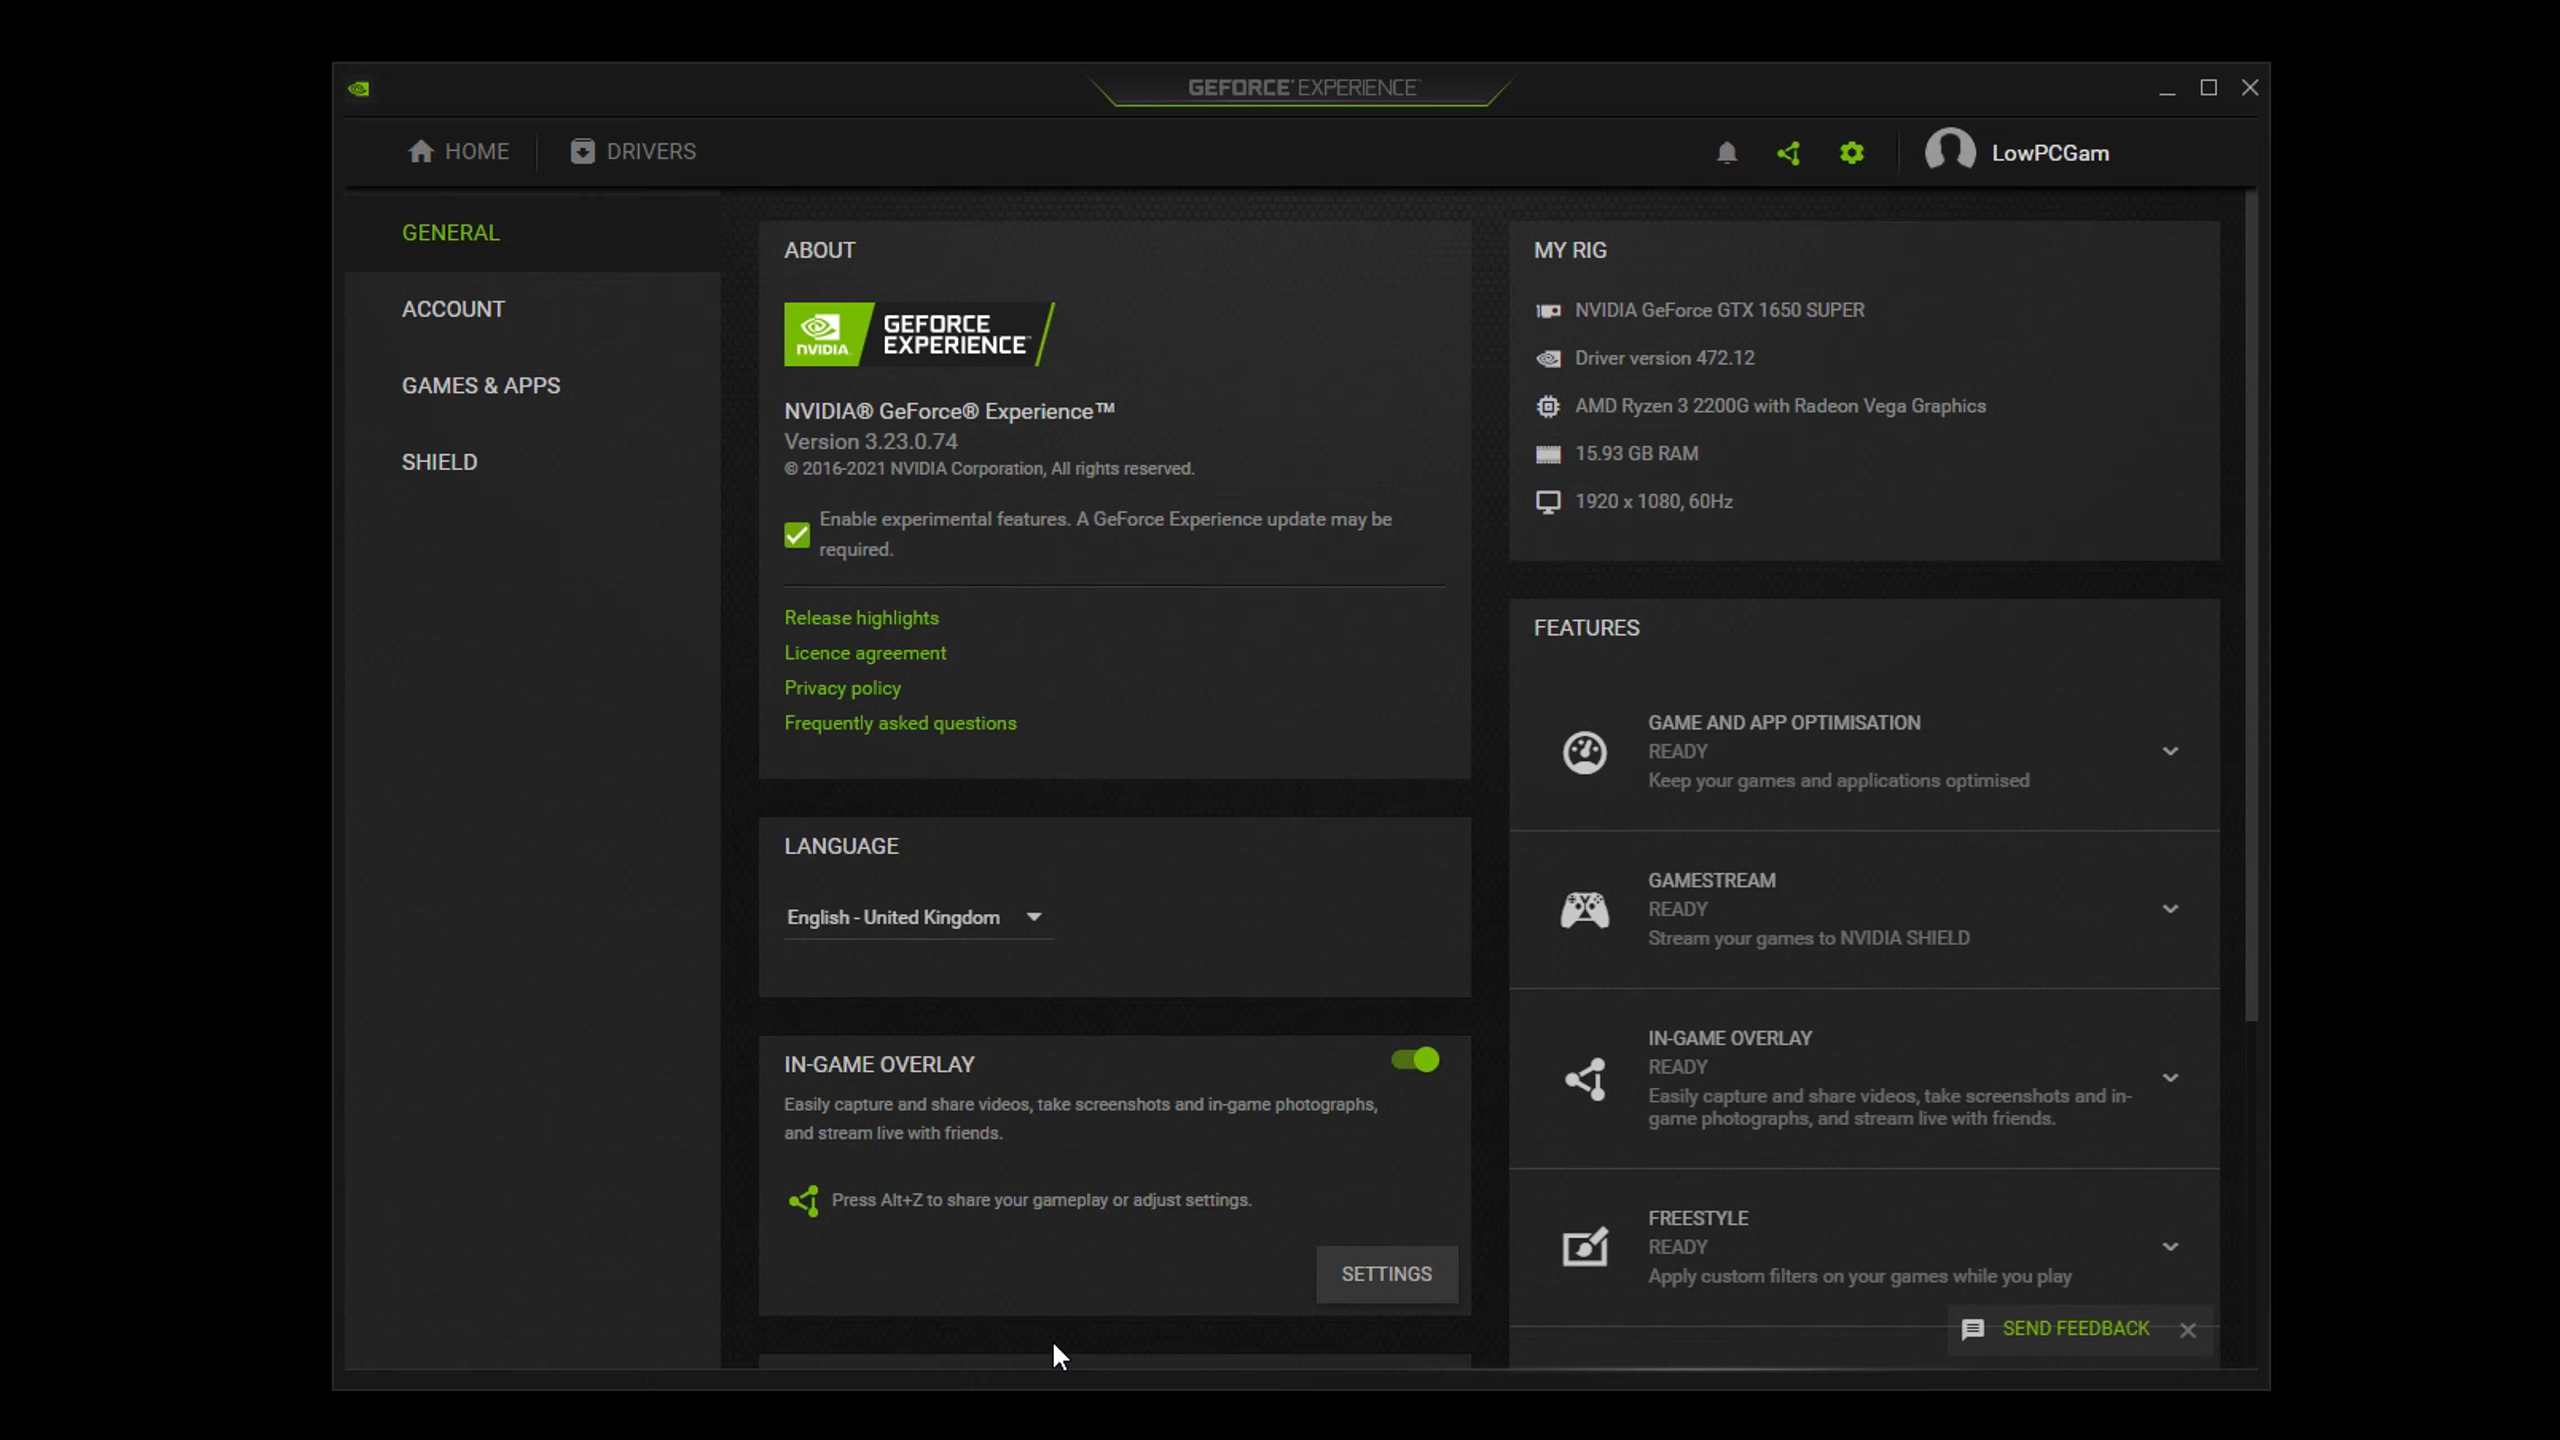 GEFORCE® EXPERIENCE™
HOME
DRIVERS
LowPCGam
GENERAL
ACCOUNT
GAMES & APPS
SHIELD
ABOUT
NVIDIA.
GEFORCE
EXPERIENCE™
NVIDIA® GeForce® Experience™
Version 3.23.0.74
© 2016-2021 NVIDIA Corporation, All rights reserved.
Enable experimental features. A GeForce Experience update may be
required.
Release highlights
Licence agreement
Privacy policy
Frequently asked questions
LANGUAGE
English - United Kingdom
IN-GAME OVERLAY
Easily capture and share videos, take screenshots and in-game photographs,
and stream live with friends.
Press Alt+Z to share your gameplay or adjust settings.
SETTINGS
MY RIG
NVIDIA GeForce GTX 1650 SUPER
Driver version 472.12
AMD Ryzen 3 2200G with Radeon Vega Graphics
15.93 GB RAM
1920 x 1080, 60Hz
FEATURES
GAME AND APP OPTIMISATION
READY
Keep your games and applications optimised
GAMESTREAM
READY
Stream your games to NVIDIA SHIELD
IN-GAME OVERLAY
READY
Easily capture and share videos, take screenshots and in-
game photographs, and stream live with friends.
FREESTYLE
READY
Apply custom filters on your games while you play
SEND FEEDBACK